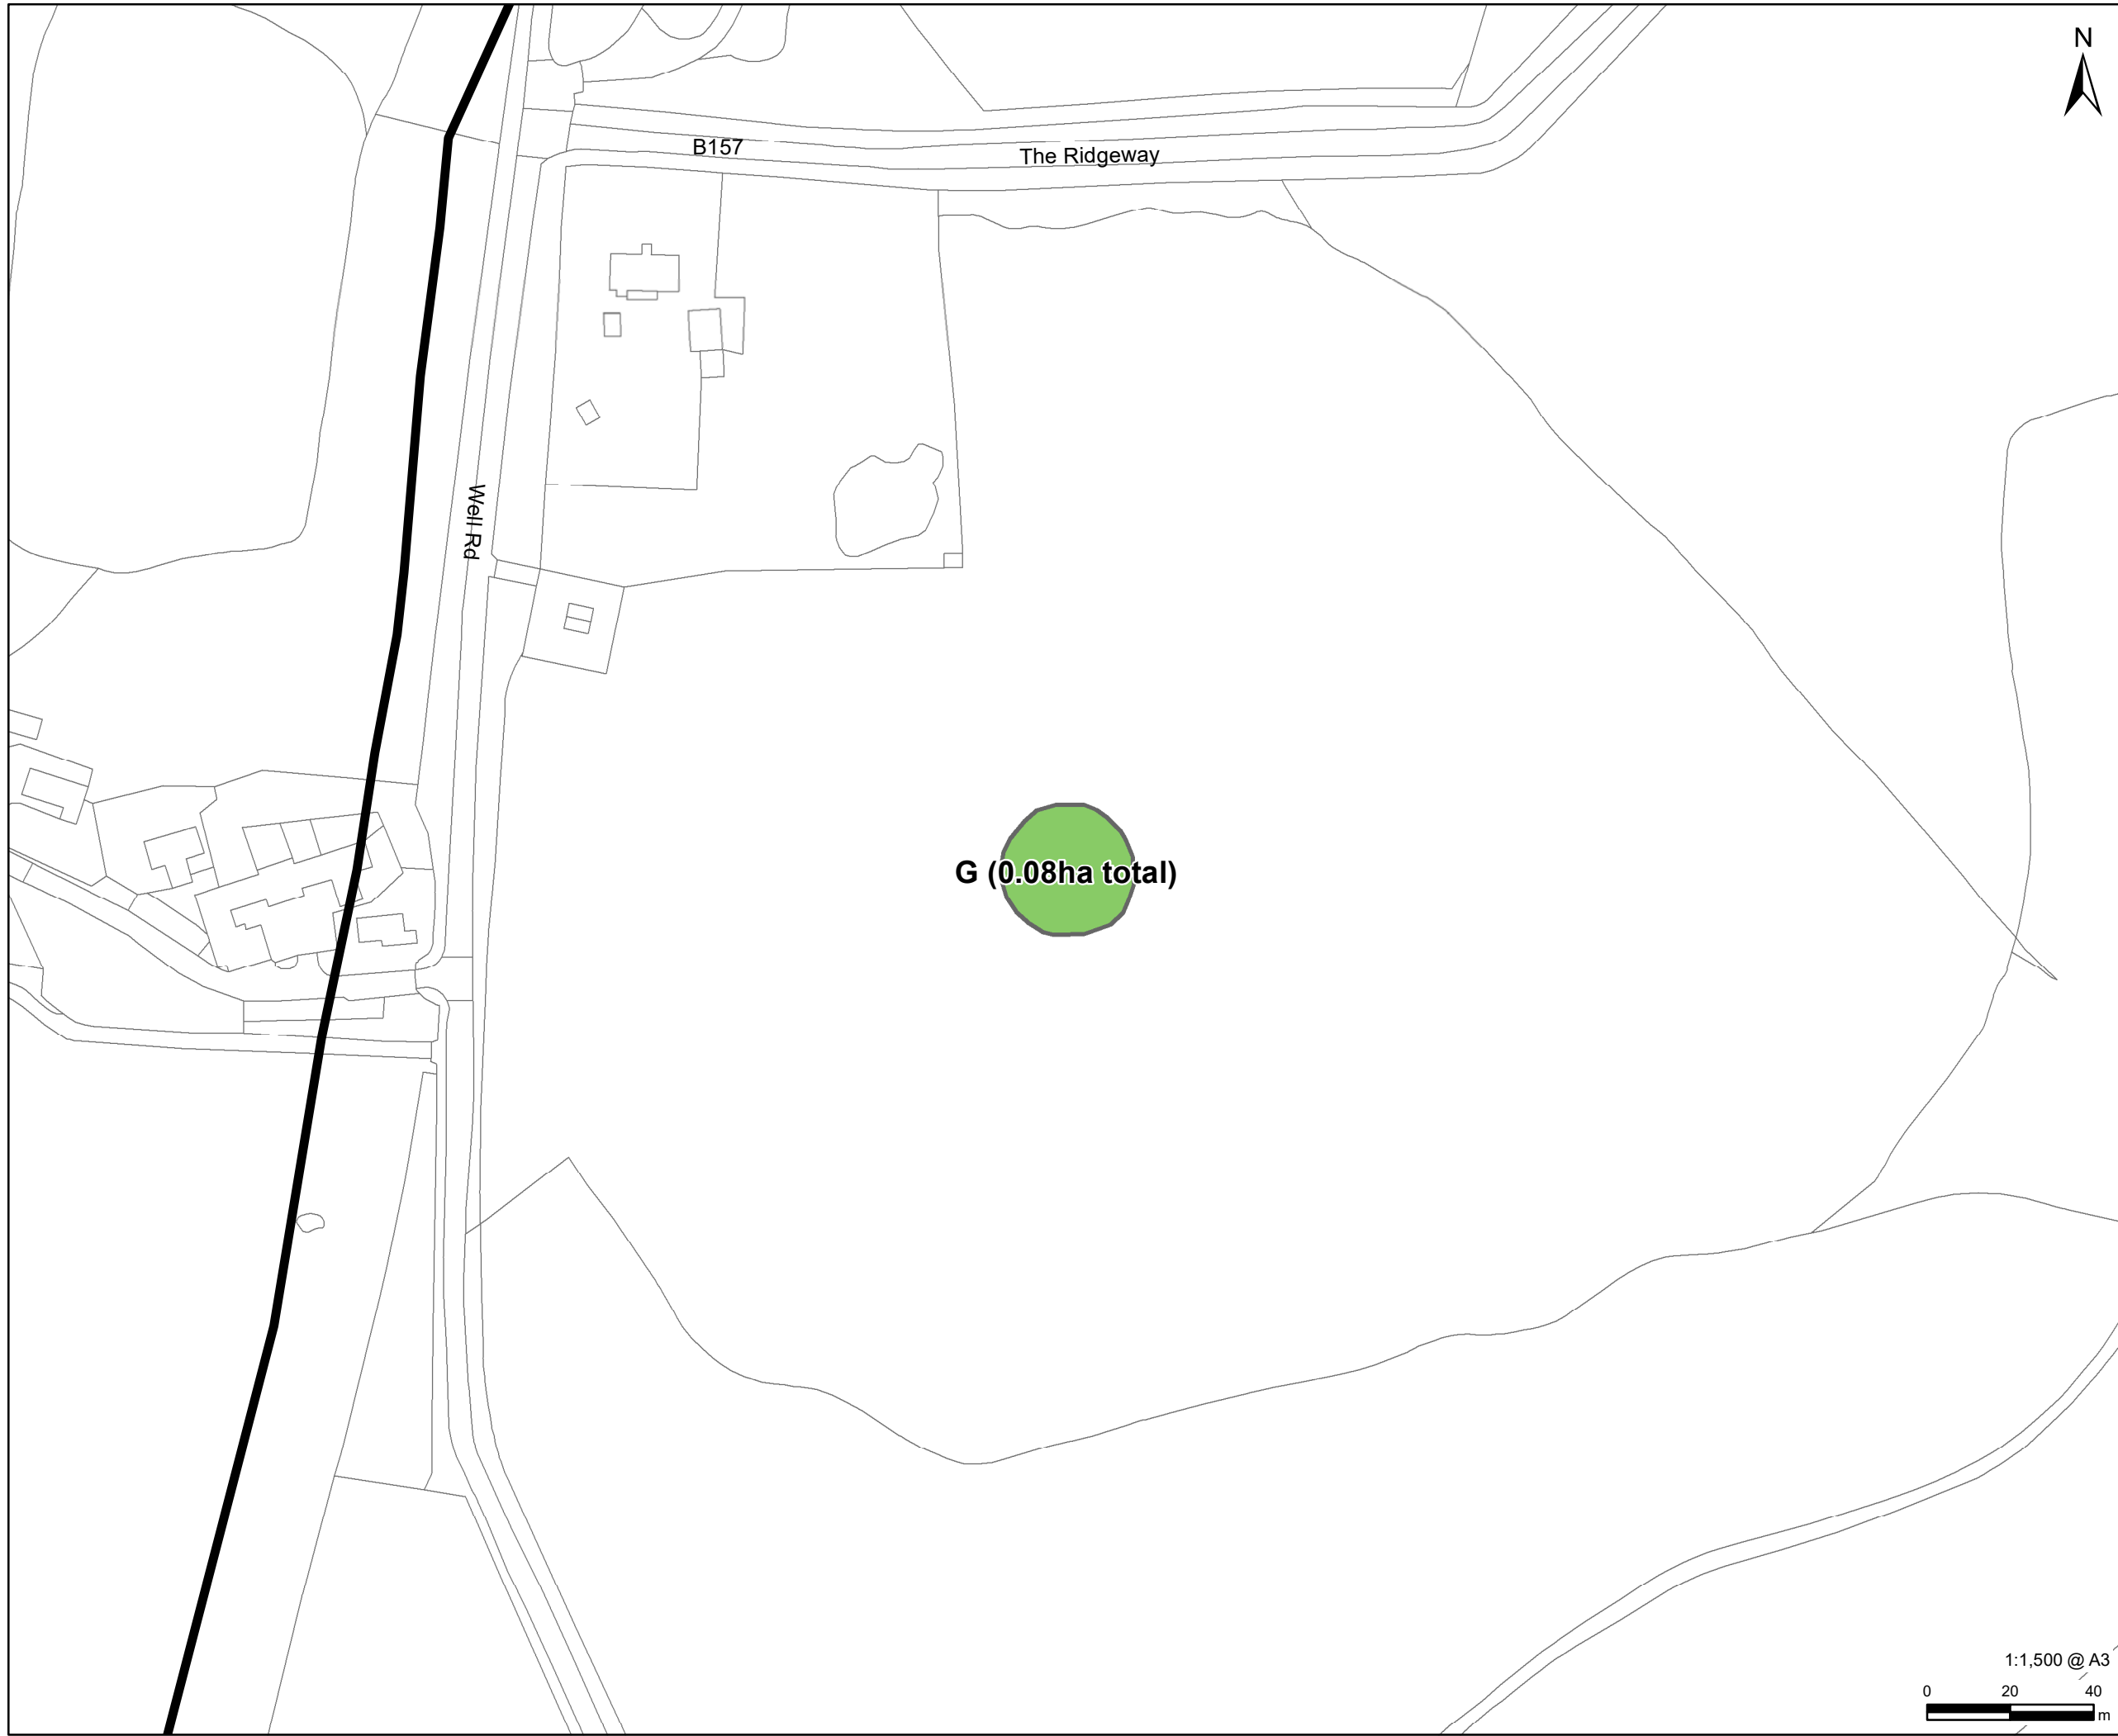 N
B157
The Ridgeway
Well Rd
G (0.08ha total)
1:1,500 @ A3
0 20 40
m